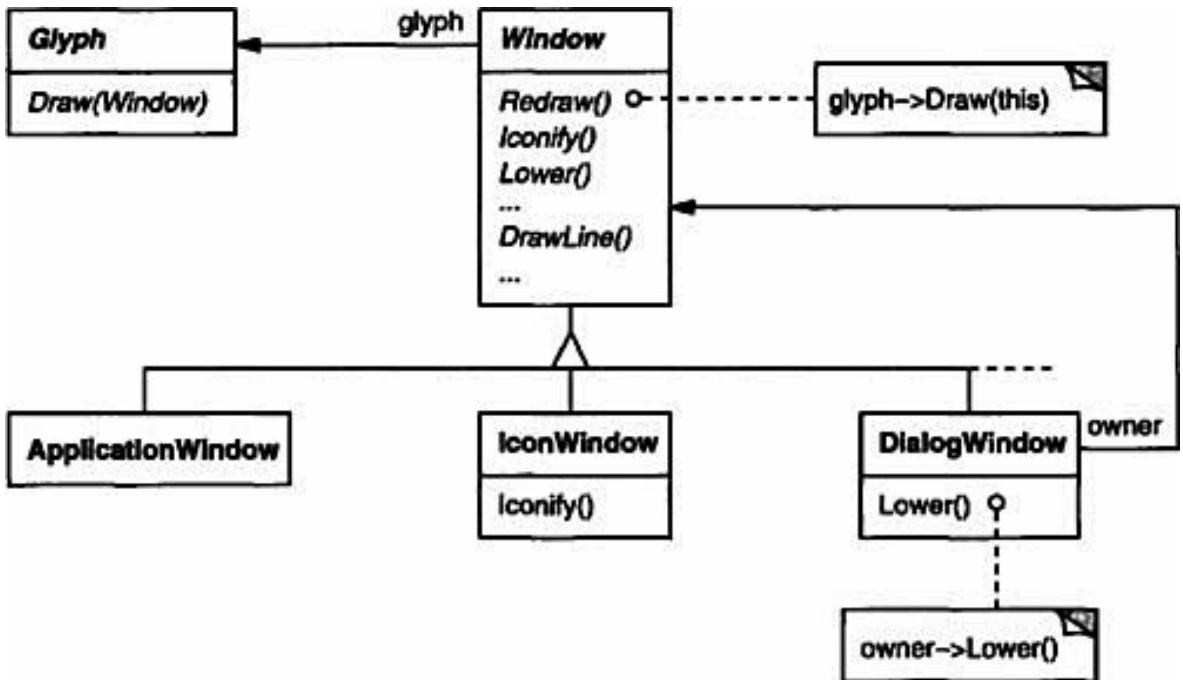 Glyph
Draw(Window)
glyph
Window
Redraw()
Iconify()
Lower()
...
DrawLine()
...
glyph->Draw(this)
ApplicationWindow
IconWindow
Iconify()
DialogWindow
Lower()
owner
owner->Lower()